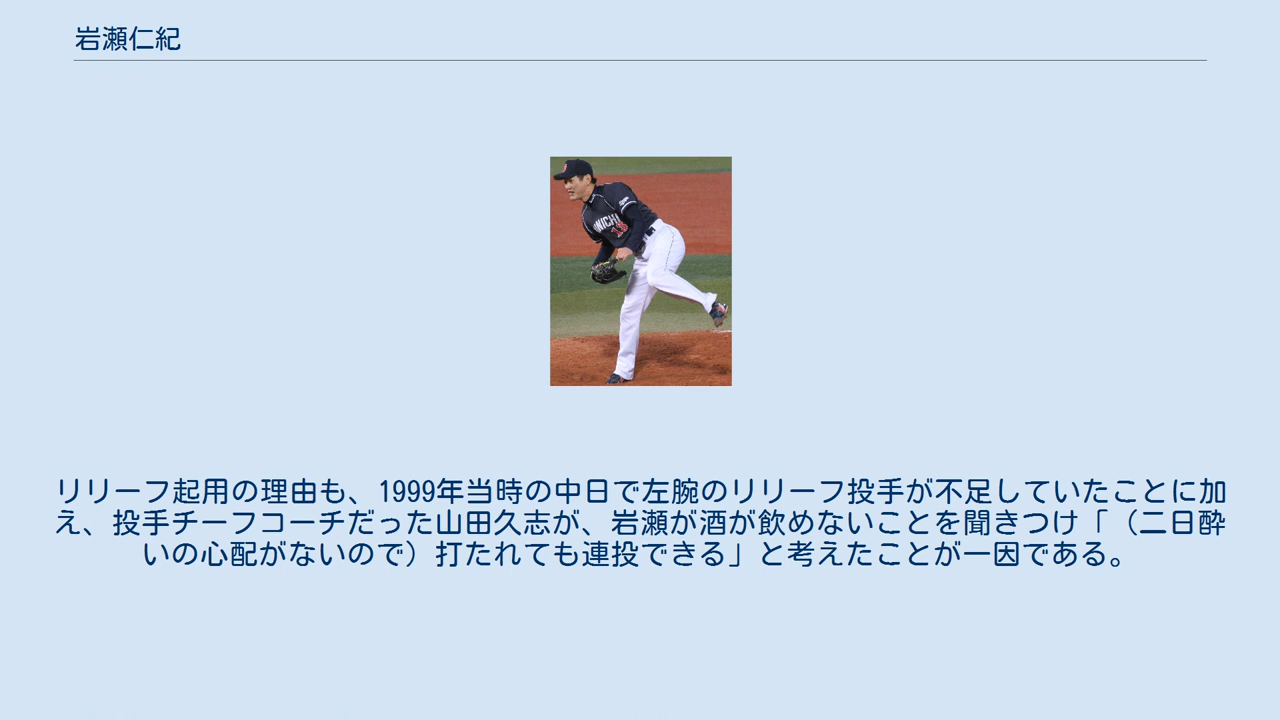 岩瀬仁紀
リリーフ起用の理由も、1999年当時の中日で左腕のリリーフ投手が不足していたことに加
え、投手チーフコーチだった山田久志が、岩瀬が酒が飲めないことを聞きつけ「（二日酔
いの心配がないので）打たれても連投できる」と考えたことが一因である。